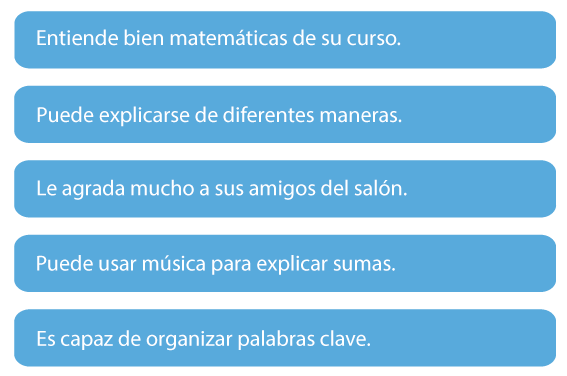 Entiende bien matemáticas de su curso.
Puede explicarse de diferentes maneras.
Le agrada mucho a sus amigos del salón.
Puede usar música para explicar sumas.
Es capaz de organizar palabras clave.